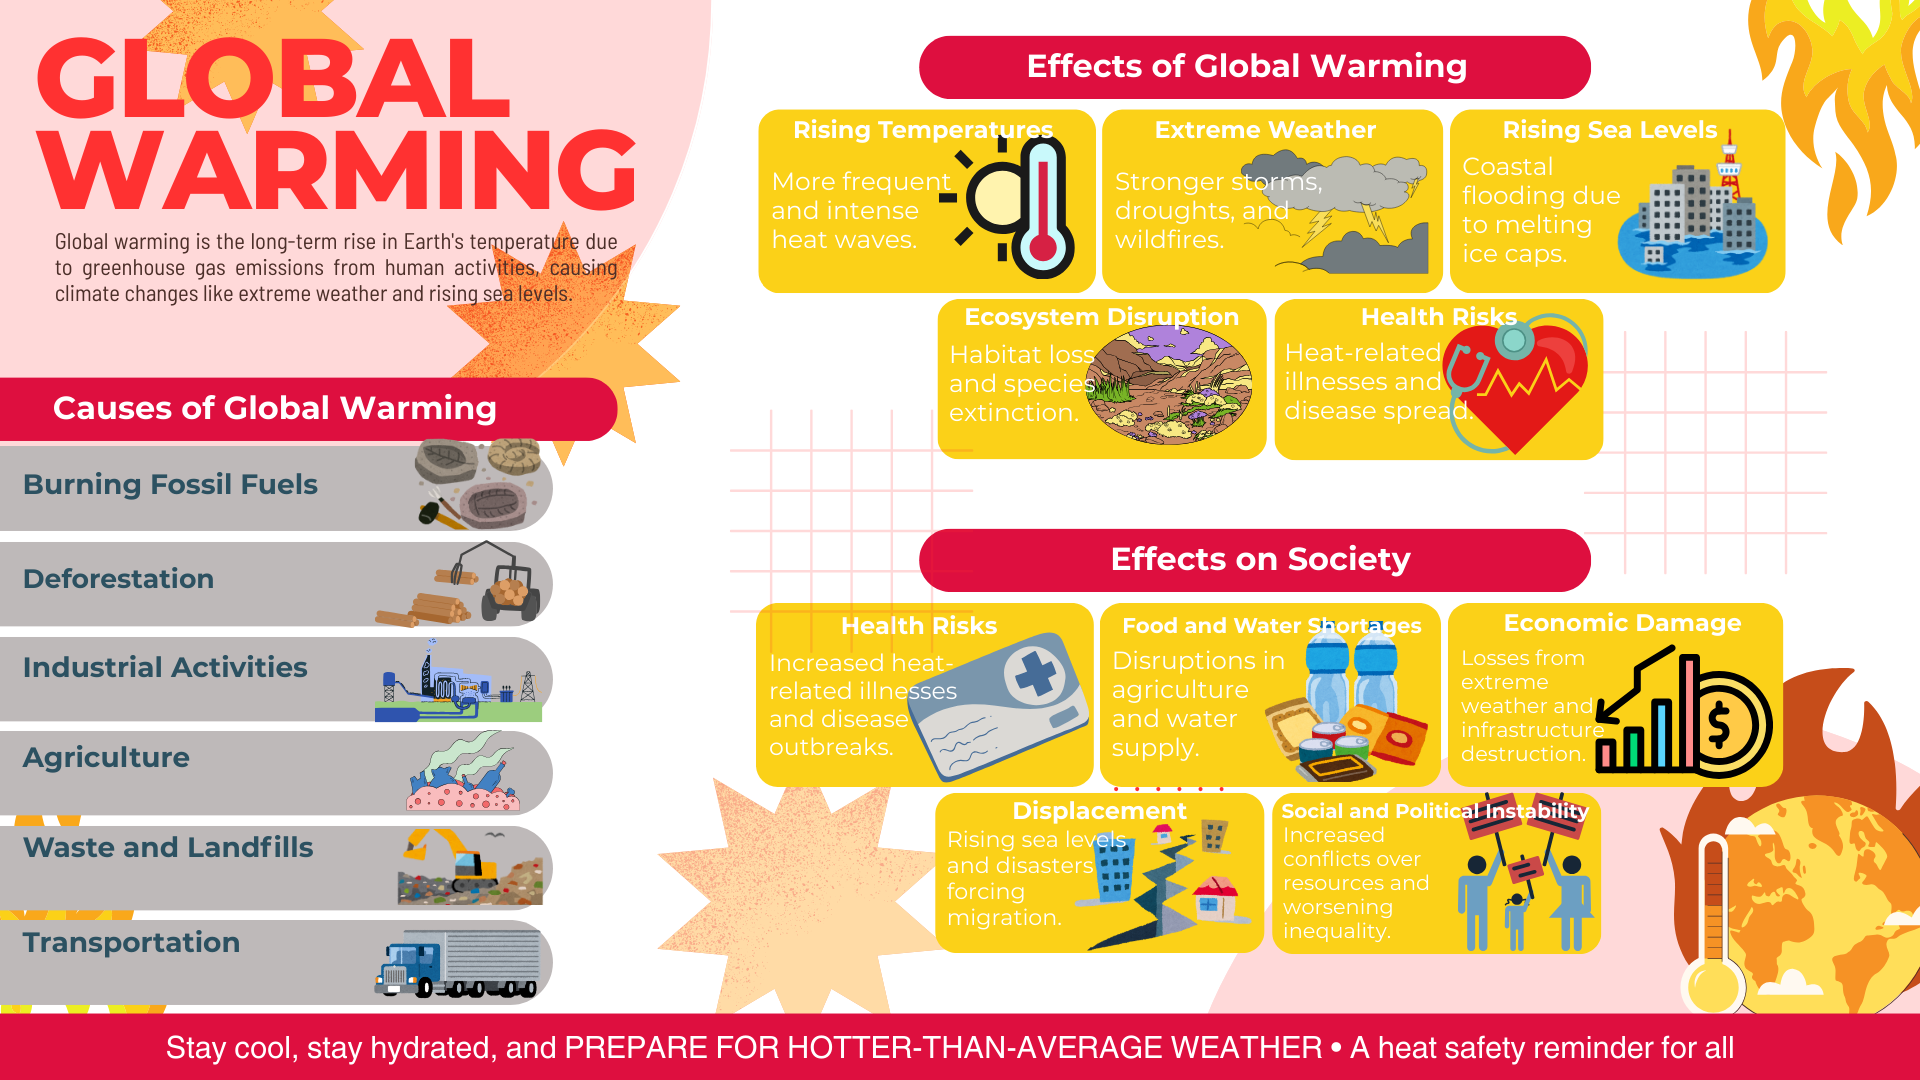 GLOBAL
WARMING
Global warming is the long-term rise in Earth's temperature due
to greenhouse gas emissions from human activities, causing
climate changes like extreme weather and rising sea levels.
Causes of Global Warming
Burning Fossil Fuels
Deforestation
Industrial Activities
Agriculture
Waste and Landfills
Transportation
Effects of Global Warming
Rising Temperatures
More frequent
and intense
heat waves.
Extreme Weather
Stronger storms,
droughts, and
wildfires.
Rising Sea Levels
Coastal
flooding due
to melting
ice caps.
Ecosystem Disruption
Habitat loss
and species
extinction.
Health Risks
Heat-related
illnesses and
disease spread.
Effects on Society
Health Risks
Increased heat-
related illnesses
and disease
outbreaks.
Food and Water Shortages
Disruptions in
agriculture
and water
supply.
Economic Damage
Losses from
extreme
weather and
infrastructure
destruction.
$
Displacement
Rising sea levels
and disasters
forcing
migration.
Social and Political Instability
Increased
conflicts over
resources and
worsening
inequality.
Stay cool, stay hydrated, and PREPARE FOR HOTTER-THAN-AVERAGE WEATHER • A heat safety reminder for all